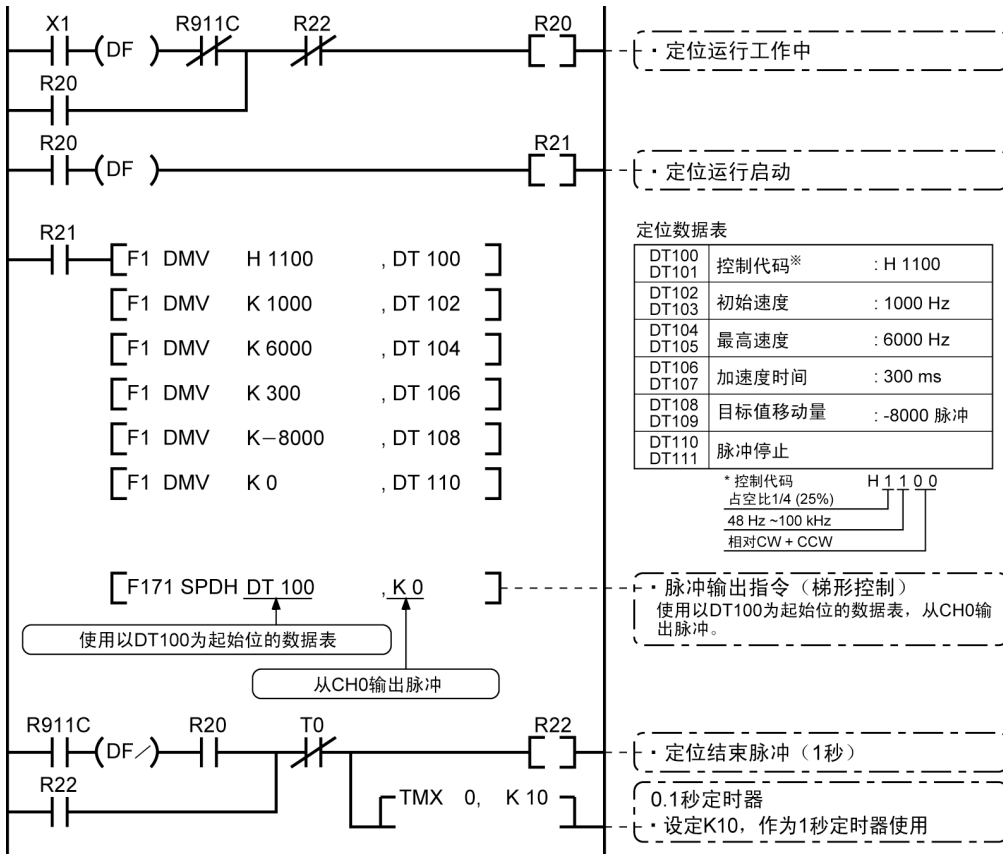 X1 R911C R22 R20
(DF )
· 定位运行工作中
R20
R20 R21
(DF )
· 定位运行启动
R21
F1 DMV H 1100 , DT 100
F1 DMV K 1000 , DT 102
F1 DMV K 6000 , DT 104
F1 DMV K 300 , DT 106
F1 DMV K−8000 , DT 108
F1 DMV K 0 , DT 110
定位数据表
DT100
DT101 控制代码※ : H 1100
DT102
DT103 初始速度 : 1000 Hz
DT104
DT105 最高速度 : 6000 Hz
DT106
DT107 加速度时间 : 300 ms
DT108
DT109 目标值移动量 : -8000 脉冲
DT110
DT111 脉冲停止
* 控制代码 H 1 1 0 0
占空比1/4 (25%)
48 Hz ~100 kHz
相对CW + CCW
F171 SPDH DT 100 , K 0
· 脉冲输出指令（梯形控制）
使用以DT100为起始位的数据表，从CH0输
出脉冲。
使用以DT100为起始位的数据表
从CH0输出脉冲
R911C R20 T0 R22
(DF/)
· 定位结束脉冲（1秒）
R22
TMX 0, K 10
0.1秒定时器
· 设定K10，作为1秒定时器使用